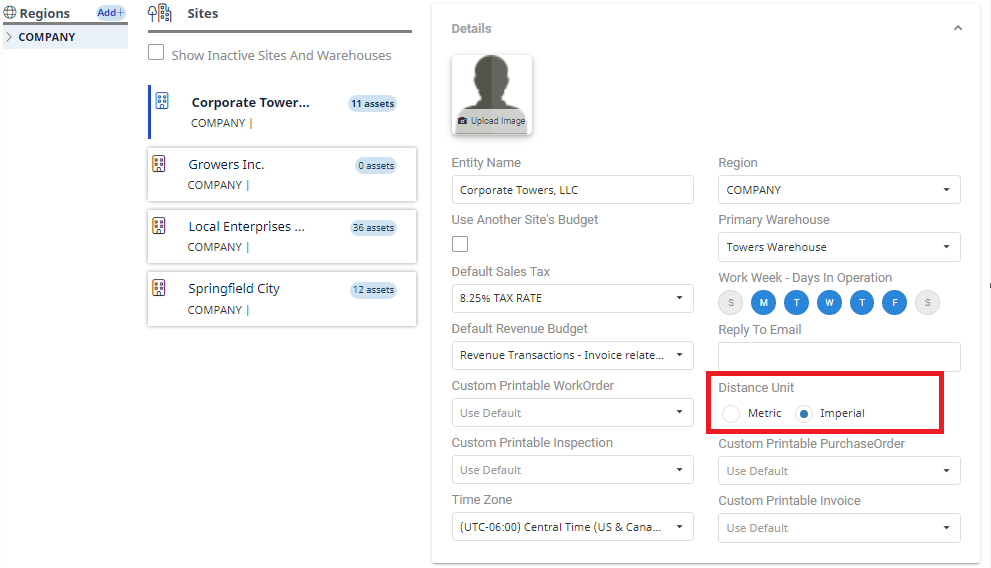 Regions Add+
COMPANY
Sites
Show Inactive Sites And Warehouses
Corporate Tower... 11 assets
COMPANY |
Growers Inc. 0 assets
COMPANY |
Local Enterprises ... 36 assets
COMPANY |
Springfield City 12 assets
COMPANY |
Details
Upload Image
Entity Name
Corporate Towers, LLC
Use Another Site's Budget
Default Sales Tax
8.25% TAX RATE
Default Revenue Budget
Revenue Transactions - Invoice relate...
Custom Printable WorkOrder
Use Default
Custom Printable Inspection
Use Default
Time Zone
(UTC-06:00) Central Time (US & Cana...
Region
COMPANY
Primary Warehouse
Towers Warehouse
Work Week - Days In Operation
S M T W T F S
Reply To Email
Distance Unit
Metric Imperial
Custom Printable PurchaseOrder
Use Default
Custom Printable Invoice
Use Default